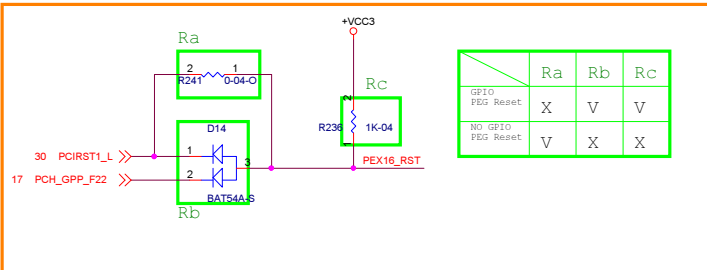 +VCC3
Ra
2 1
R241 0-04-O
Rc
2
R236 1K-04
1
D14
30 PCIRST1_L 1
3 PEX16_RST
17 PCH_GPP_F22 2
BAT54A-S
Rb
Ra Rb Rc
GPIO
PEG Reset X V V
NO GPIO
PEG Reset V X X